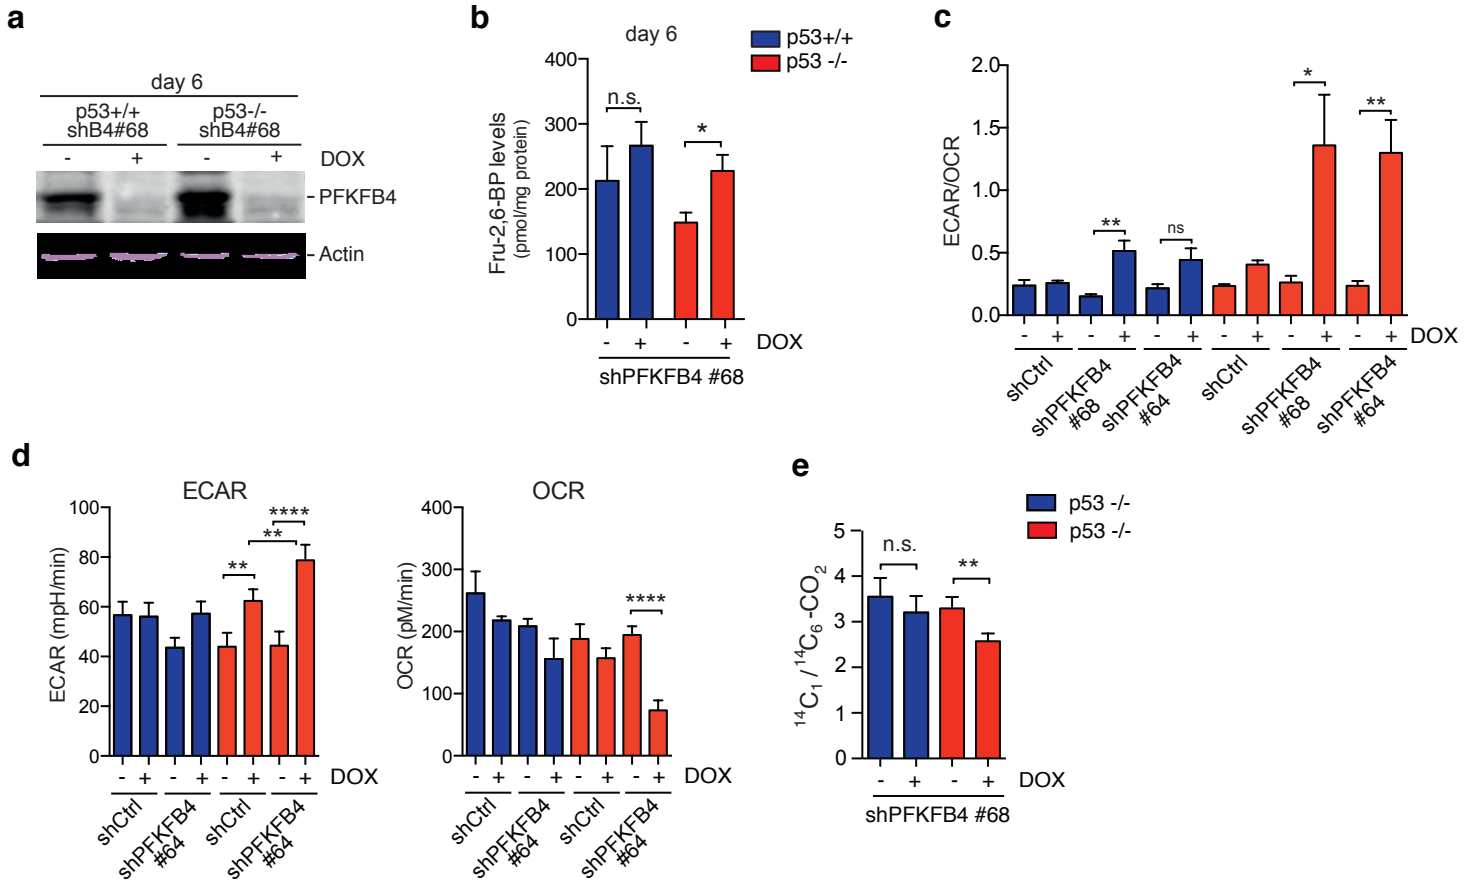 a
day 6
p53+/+ p53-/-
shB4#68 shB4#68
- + - + DOX
PFKFB4
Actin
b
day 6
p53+/+
p53 -/-
Fru-2,6-BP levels
(pmol/mg protein)
400
300
200
100
0
n.s.
*
- + - + DOX
shPFKFB4 #68
c
ECAR/OCR
2.0
1.5
1.0
0.5
0.0
** ns * **
- + - + - + - + - + - + DOX
shCtrl
shPFKFB4
#68
shPFKFB4
#64
shCtrl
shPFKFB4
#68
shPFKFB4
#64
d
ECAR
ECAR (mpH/min)
100
80
60
40
20
0
**
**
****
- + - + - + - + DOX
shCtrl
shPFKFB4
#64
shCtrl
shPFKFB4
#64
OCR
OCR (pM/min)
400
300
200
100
0
****
- + - + - + - + DOX
shCtrl
shPFKFB4
#64
shCtrl
shPFKFB4
#64
e
p53 -/-
p53 -/-
¹⁴C₁ / ¹⁴C₆ -CO₂
5
4
3
2
1
0
n.s.
**
- + - + DOX
shPFKFB4 #68